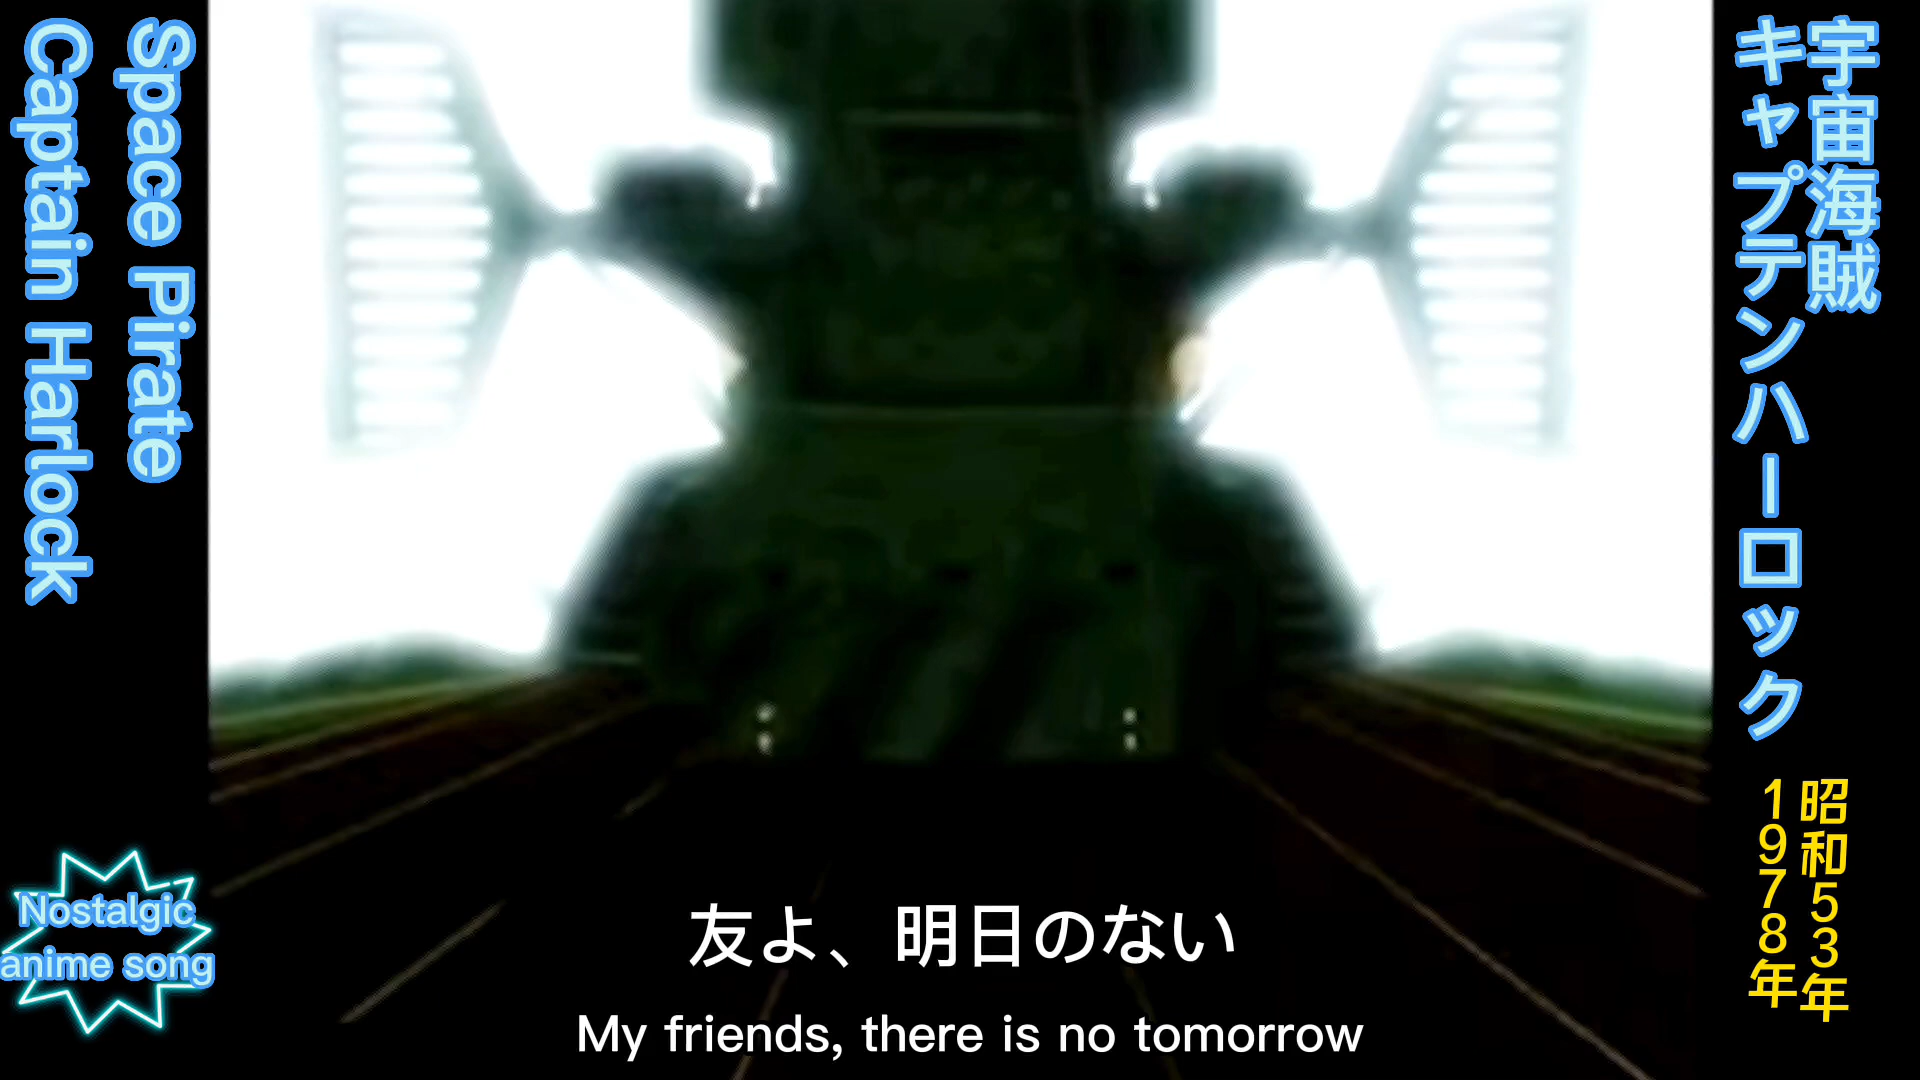 Space Pirate
Captain Harlock
宇宙海賊
キャプテンハーロック
昭和53年
1978年
Nostalgic
anime song
友よ、明日のない
My friends, there is no tomorrow